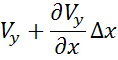 V_y + ∂V_y/∂x Δx